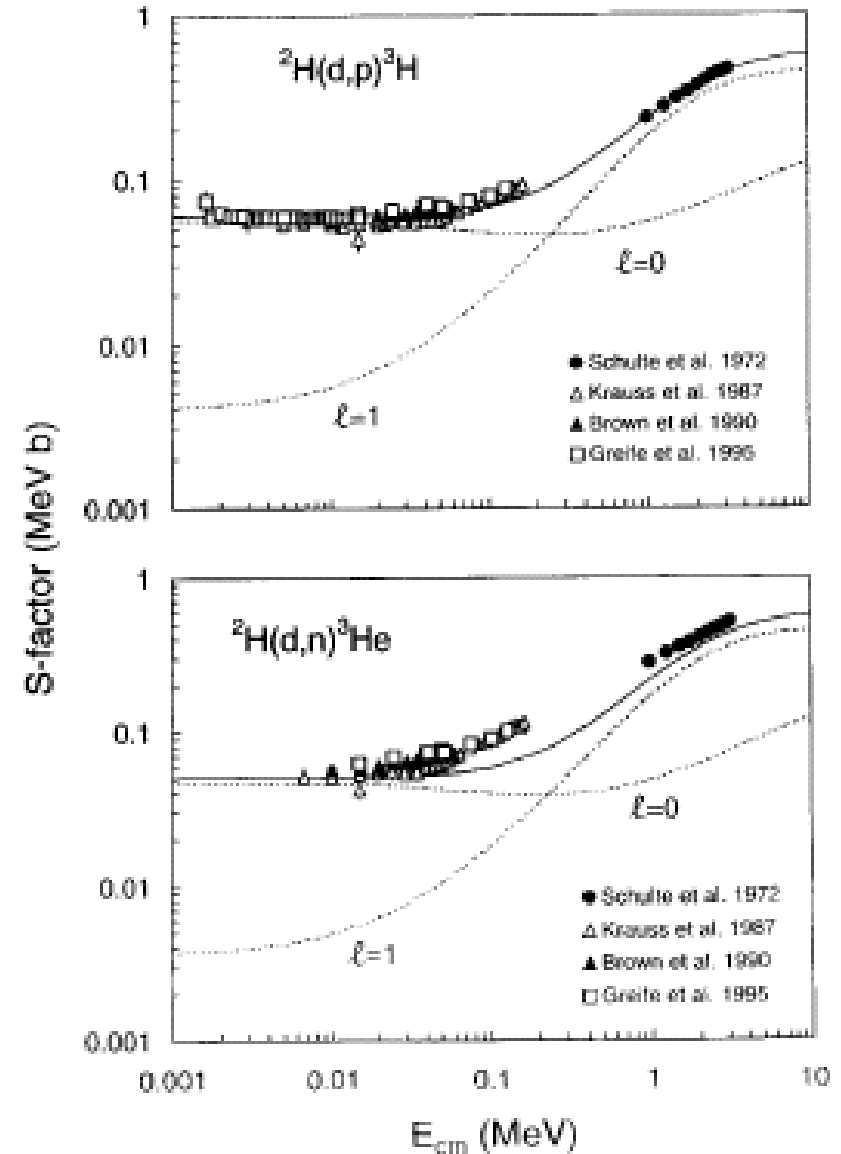 S-factor (MeV b)
1
0.1
0.01
0.001
²H(d,p)³H
ℓ=0
ℓ=1
● Schulte et al. 1972
△ Krauss et al. 1987
▲ Brown et al. 1990
□ Greife et al. 1995
1
0.1
0.01
0.001
²H(d,n)³He
ℓ=0
ℓ=1
● Schulte et al. 1972
△ Krauss et al. 1987
▲ Brown et al. 1990
□ Greife et al. 1995
0.001 0.01 0.1 1 10
E_cm (MeV)